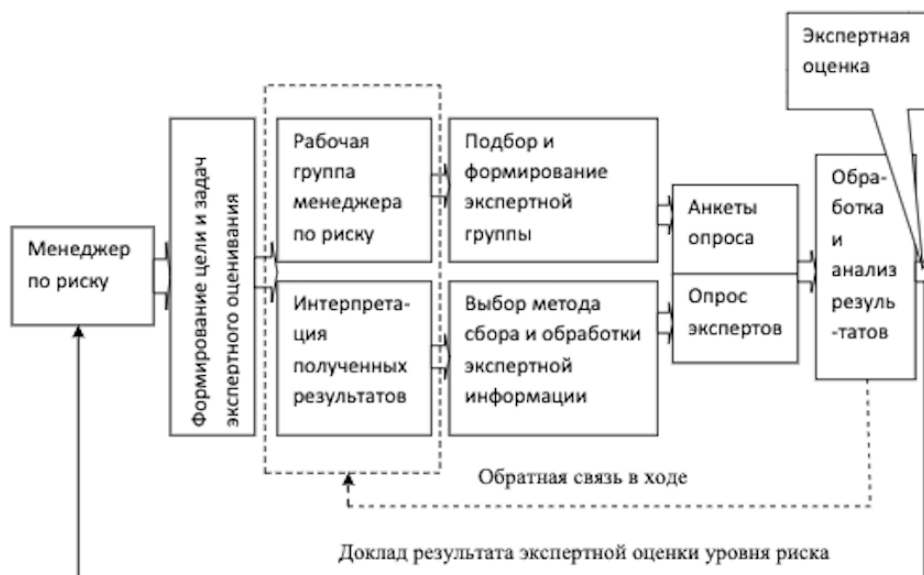 Экспертная
оценка
Менеджер
по риску
Формирование цели и задач
экспертного оценивания
Рабочая
группа
менеджера
по риску
Интерпрета-
ция
полученных
результатов
Подбор и
формирование
экспертной
группы
Выбор метода
сбора и обработки
экспертной
информации
Анкеты
опроса
Опрос
экспертов
Обра-
ботка
и
анализ
резуль
-татов
Обратная связь в ходе
Доклад результата экспертной оценки уровня риска